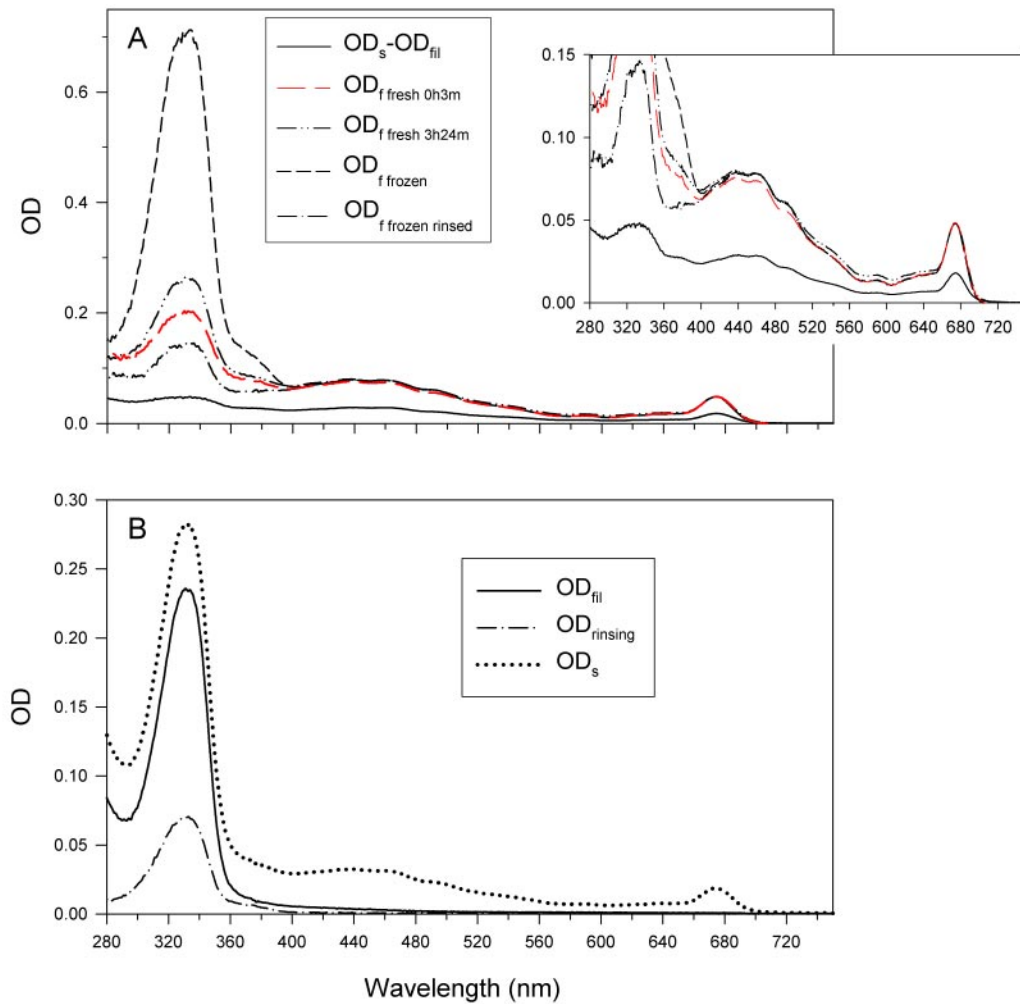 A
OD
0.6
0.4
0.2
0.0
ODs-ODfil
ODf fresh 0h3m
ODf fresh 3h24m
ODf frozen
ODf frozen rinsed
0.15
0.10
0.05
0.00
280 320 360 400 440 480 520 560 600 640 680 720
B
OD
0.30
0.25
0.20
0.15
0.10
0.05
0.00
ODfil
ODrinsing
ODs
280 320 360 400 440 480 520 560 600 640 680 720
Wavelength (nm)